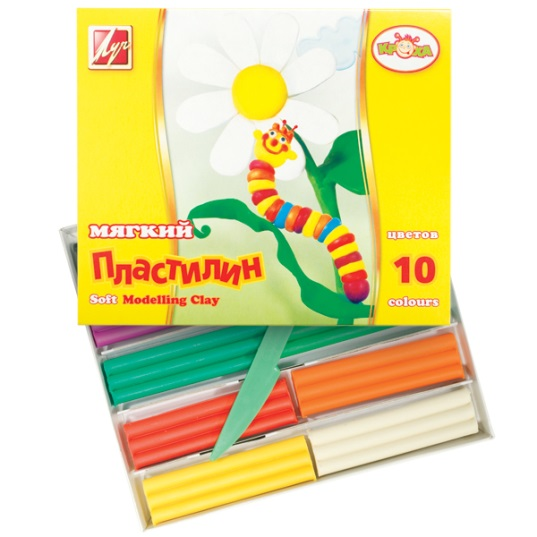 Луч
КРОХА
МЯГКИЙ
Пластилин
Soft Modelling Clay
цветов
10
colours